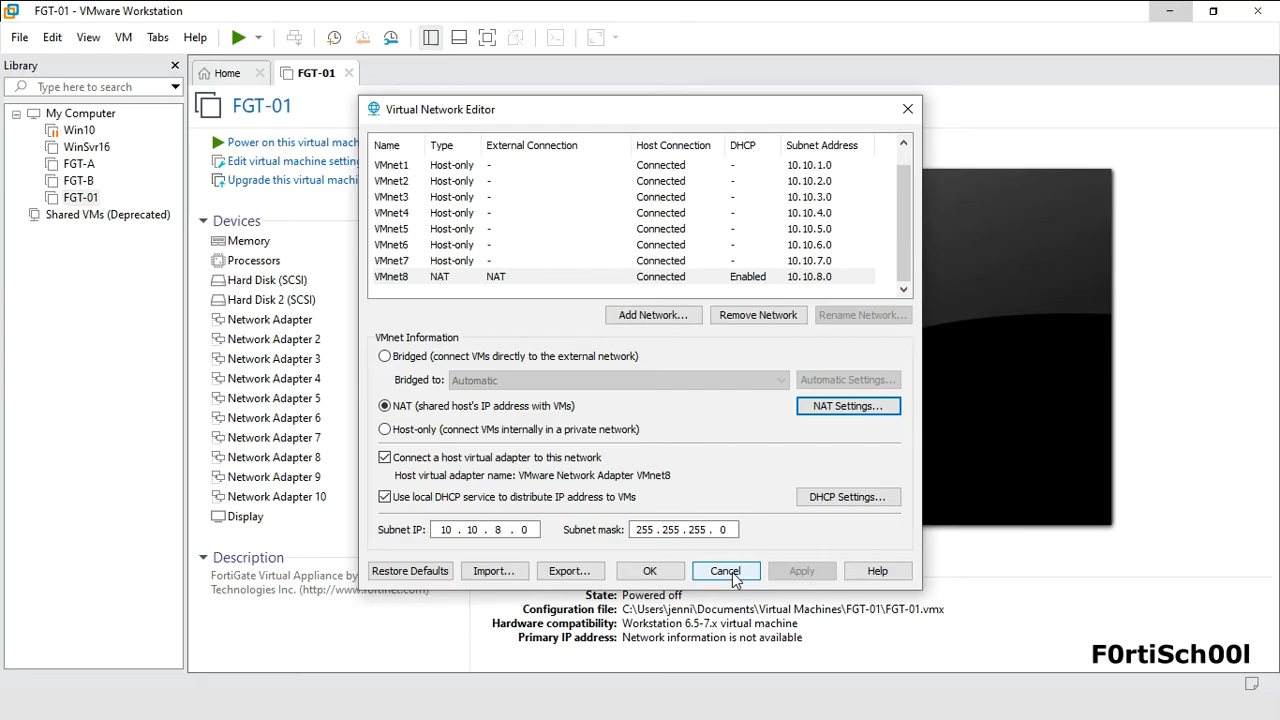 FGT-01 - VMware Workstation
File Edit View VM Tabs Help
Library
Type here to search
My Computer
Win10
WinSvr16
FGT-A
FGT-B
FGT-01
Shared VMs (Deprecated)
Home
FGT-01
FGT-01
Power on this virtual mach
Edit virtual machine setting
Upgrade this virtual machi
Devices
Memory
Processors
Hard Disk (SCSI)
Hard Disk 2 (SCSI)
Network Adapter
Network Adapter 2
Network Adapter 3
Network Adapter 4
Network Adapter 5
Network Adapter 6
Network Adapter 7
Network Adapter 8
Network Adapter 9
Network Adapter 10
Display
Description
FortiGate Virtual Appliance by
Technologies Inc. (http://www.fortinet.com)
Virtual Network Editor
Name Type External Connection Host Connection DHCP Subnet Address
VMnet1 Host-only - Connected - 10.10.1.0
VMnet2 Host-only - Connected - 10.10.2.0
VMnet3 Host-only - Connected - 10.10.3.0
VMnet4 Host-only - Connected - 10.10.4.0
VMnet5 Host-only - Connected - 10.10.5.0
VMnet6 Host-only - Connected - 10.10.6.0
VMnet7 Host-only - Connected - 10.10.7.0
VMnet8 NAT NAT Connected Enabled 10.10.8.0
Add Network... Remove Network Rename Network...
VMnet Information
Bridged (connect VMs directly to the external network)
Bridged to: Automatic Automatic Settings...
NAT (shared host's IP address with VMs) NAT Settings...
Host-only (connect VMs internally in a private network)
Connect a host virtual adapter to this network
Host virtual adapter name: VMware Network Adapter VMnet8
Use local DHCP service to distribute IP address to VMs DHCP Settings...
Subnet IP: 10 . 10 . 8 . 0 Subnet mask: 255 . 255 . 255 . 0
Restore Defaults Import... Export... OK Cancel Apply Help
State: Powered off
Configuration file: C:\Users\jenni\Documents\Virtual Machines\FGT-01\FGT-01.vmx
Hardware compatibility: Workstation 6.5-7.x virtual machine
Primary IP address: Network information is not available
F0rtiSch00l